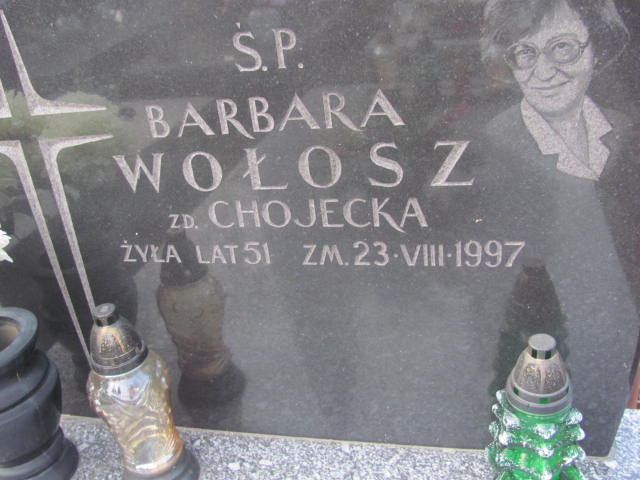 Ś.P.
BARBARA
WOŁOSZ
ZD. CHOJECKA
ŻYŁA LAT 51 ZM. 23·VIII·1997